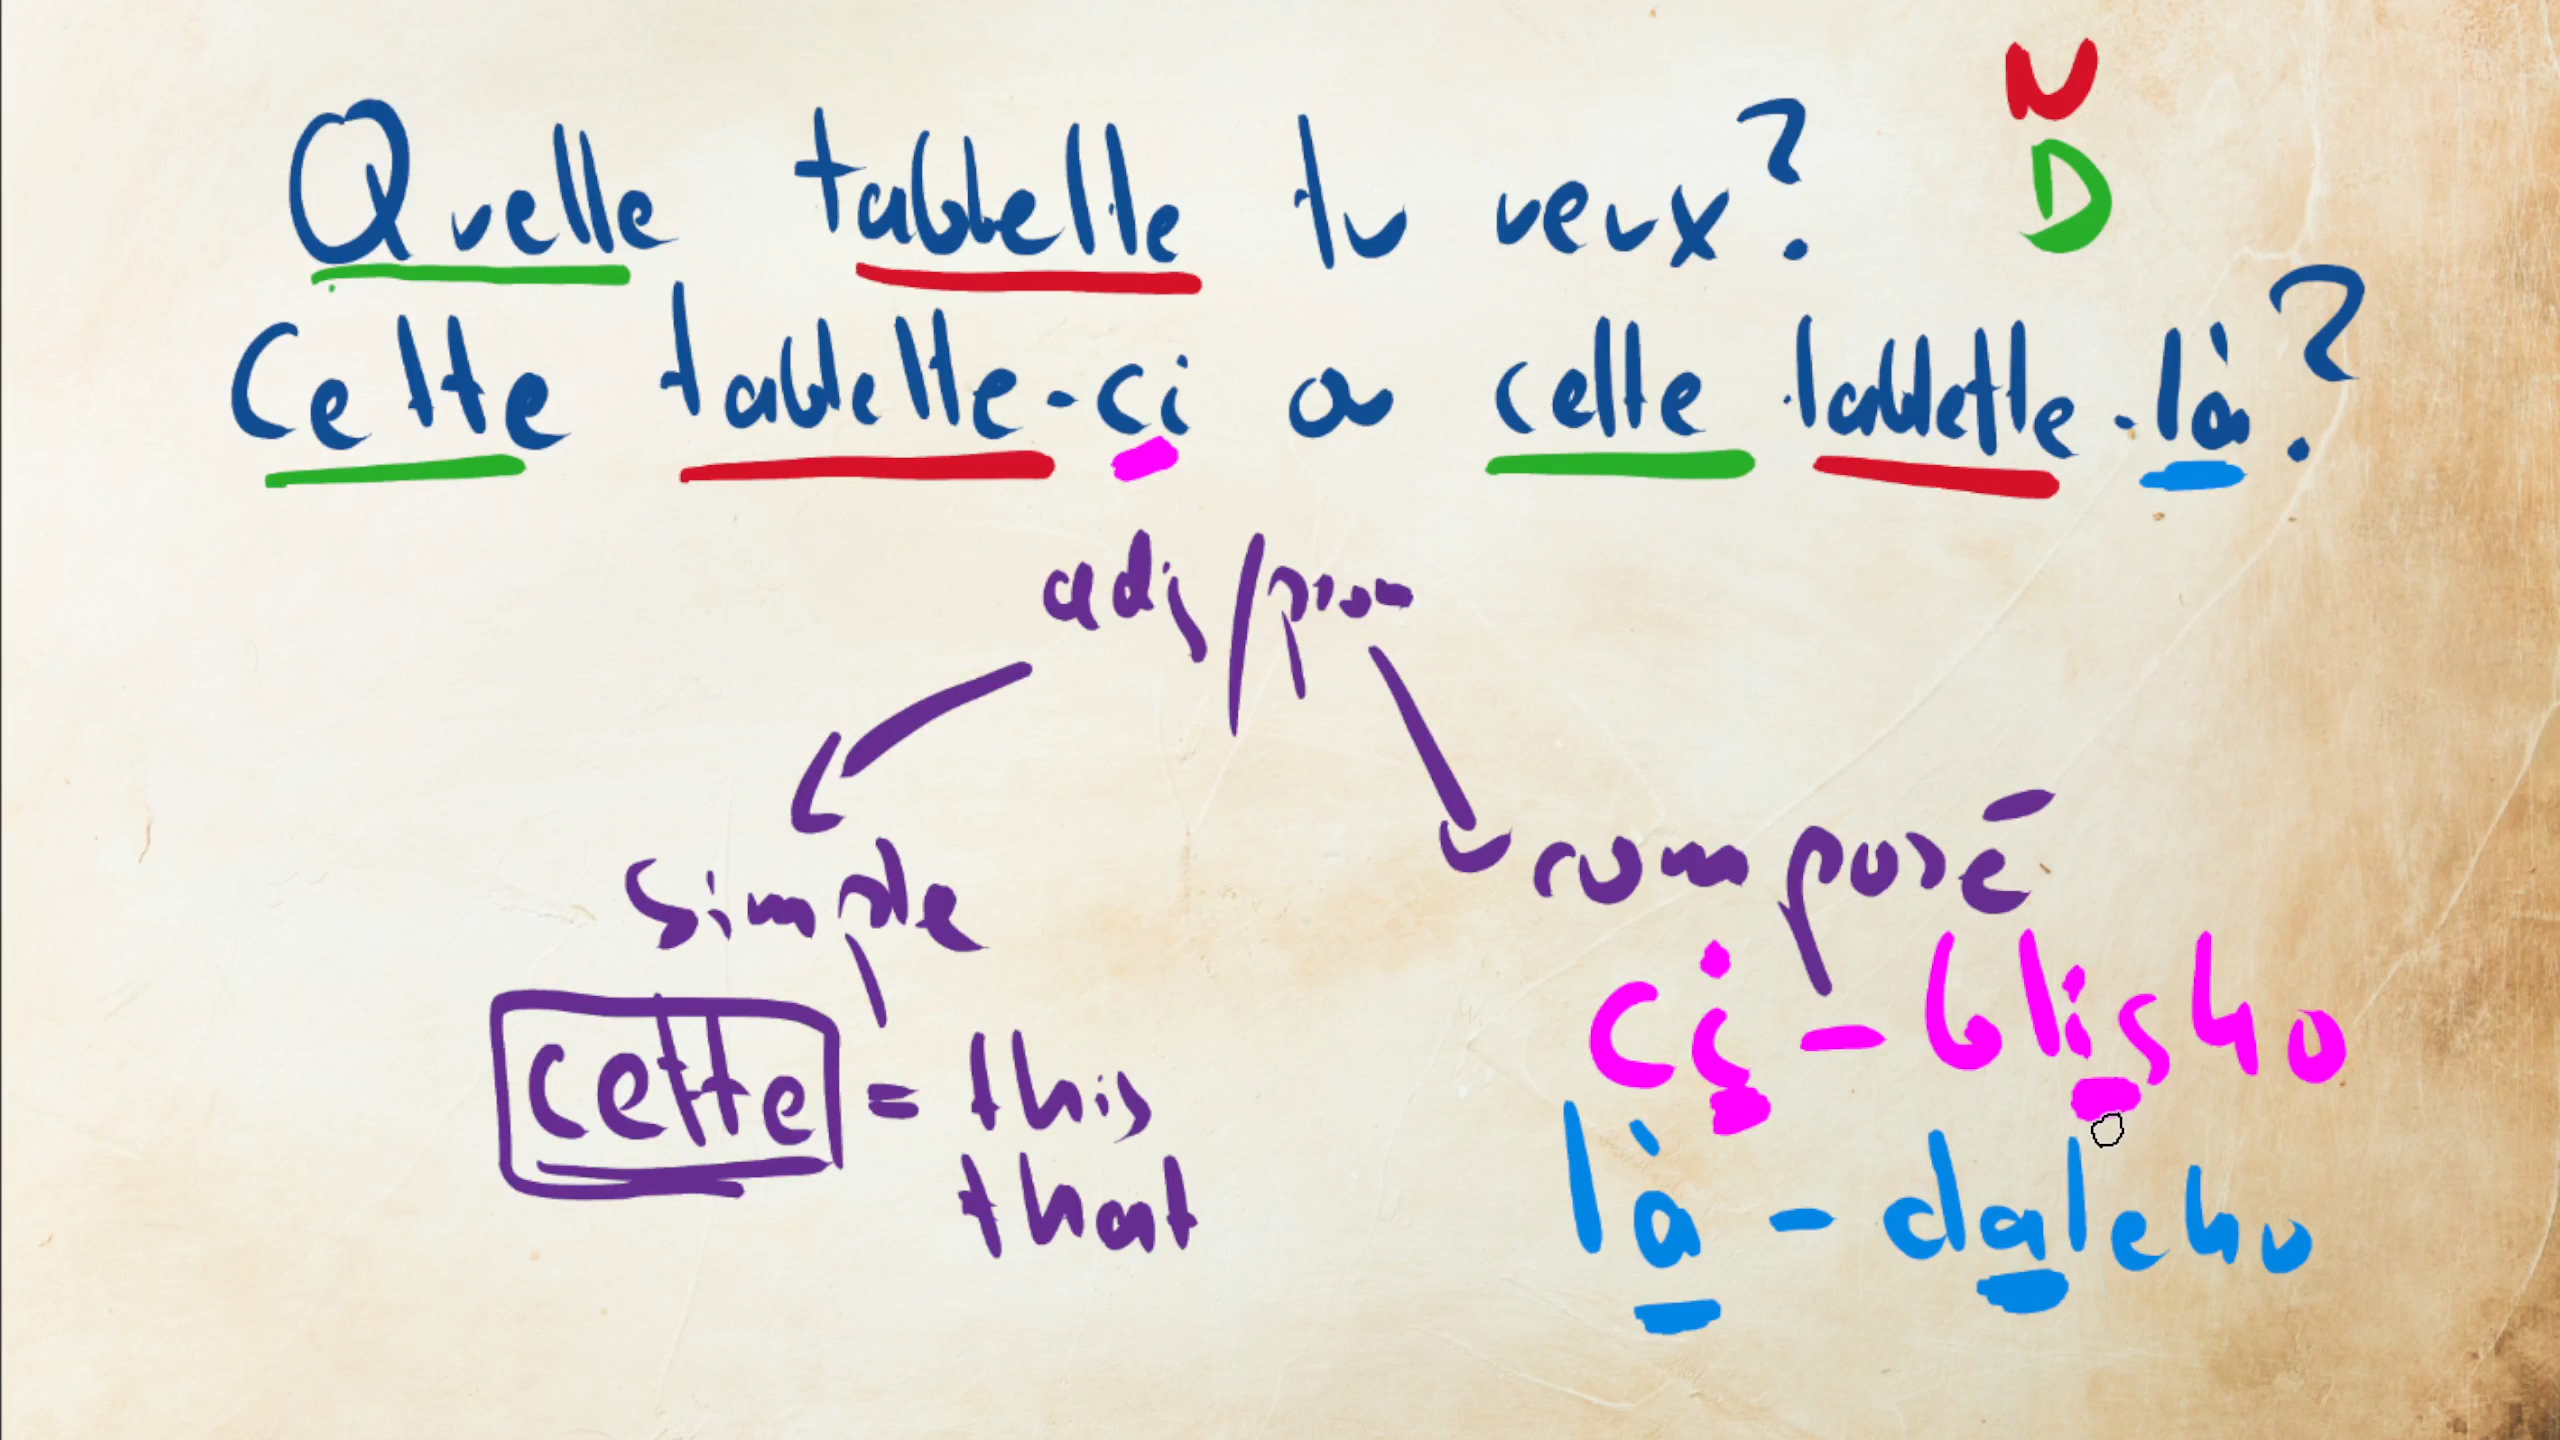 Quelle tablette tu veux?
N
D
Cette tablette-ci ou cette tablette-là?
adj/pron
simple
composé
cette = this
that
ci - blisko
là - daleko